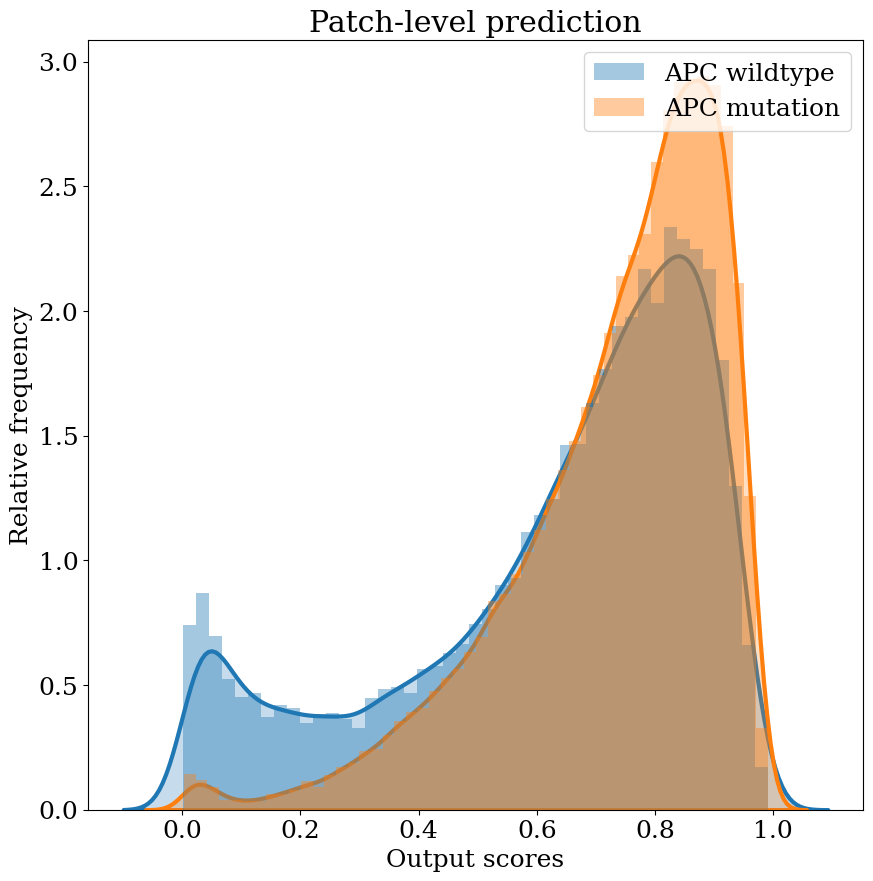 Patch-level prediction
APC wildtype
APC mutation
Relative frequency
3.0
2.5
2.0
1.5
1.0
0.5
0.0
0.0 0.2 0.4 0.6 0.8 1.0
Output scores